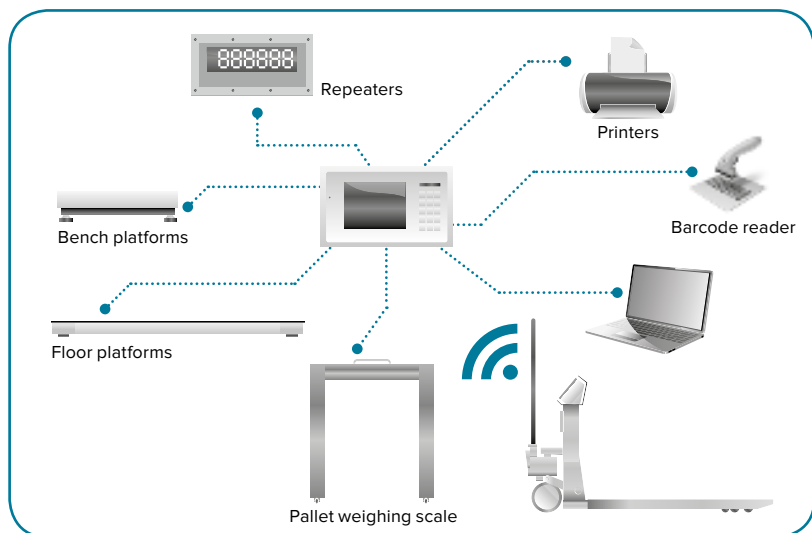 888888
Repeaters
Printers
Bench platforms
Barcode reader
Floor platforms
Pallet weighing scale